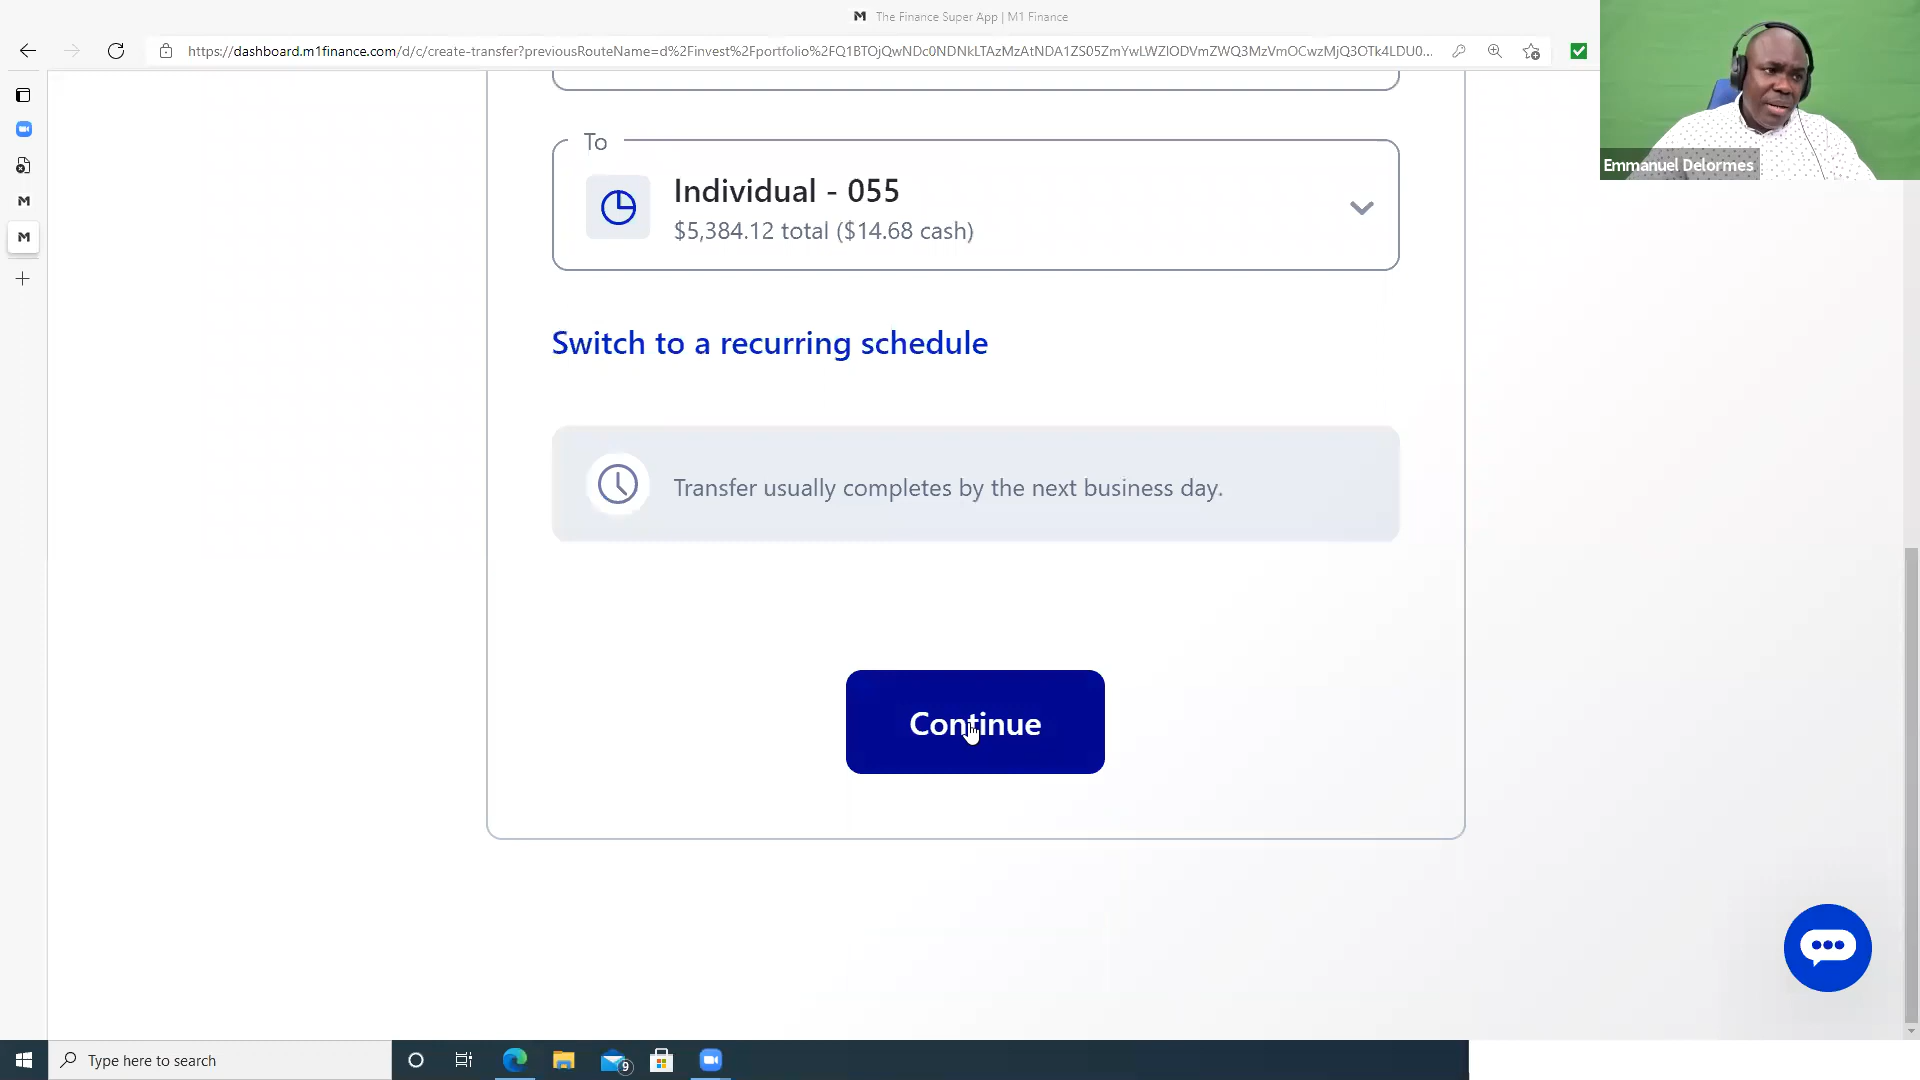 The Finance Super App | M1 Finance
https://dashboard.m1finance.com/d/c/create-transfer?previousRouteName=d%2Finvest%2Fportfolio%2FQ1BTOjQwNDc0NDNkLTAzMzAtNDA1ZS05ZmYwLWZlODVmZWQ3MzVmOCwzMjQ3OTk4LDU0...
Emmanuel Delormes
To
Individual - 055
$5,384.12 total ($14.68 cash)
Switch to a recurring schedule
Transfer usually completes by the next business day.
Continue
Type here to search
9